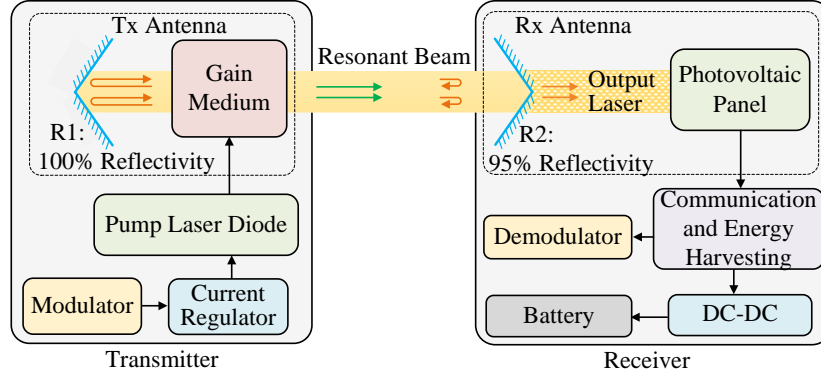 Tx Antenna
Gain
Medium
R1:
100% Reflectivity
Pump Laser Diode
Modulator
Current
Regulator
Transmitter
Resonant Beam
Rx Antenna
Output
Laser
Photovoltaic
Panel
R2:
95% Reflectivity
Communication
and Energy
Harvesting
Demodulator
Battery
DC-DC
Receiver